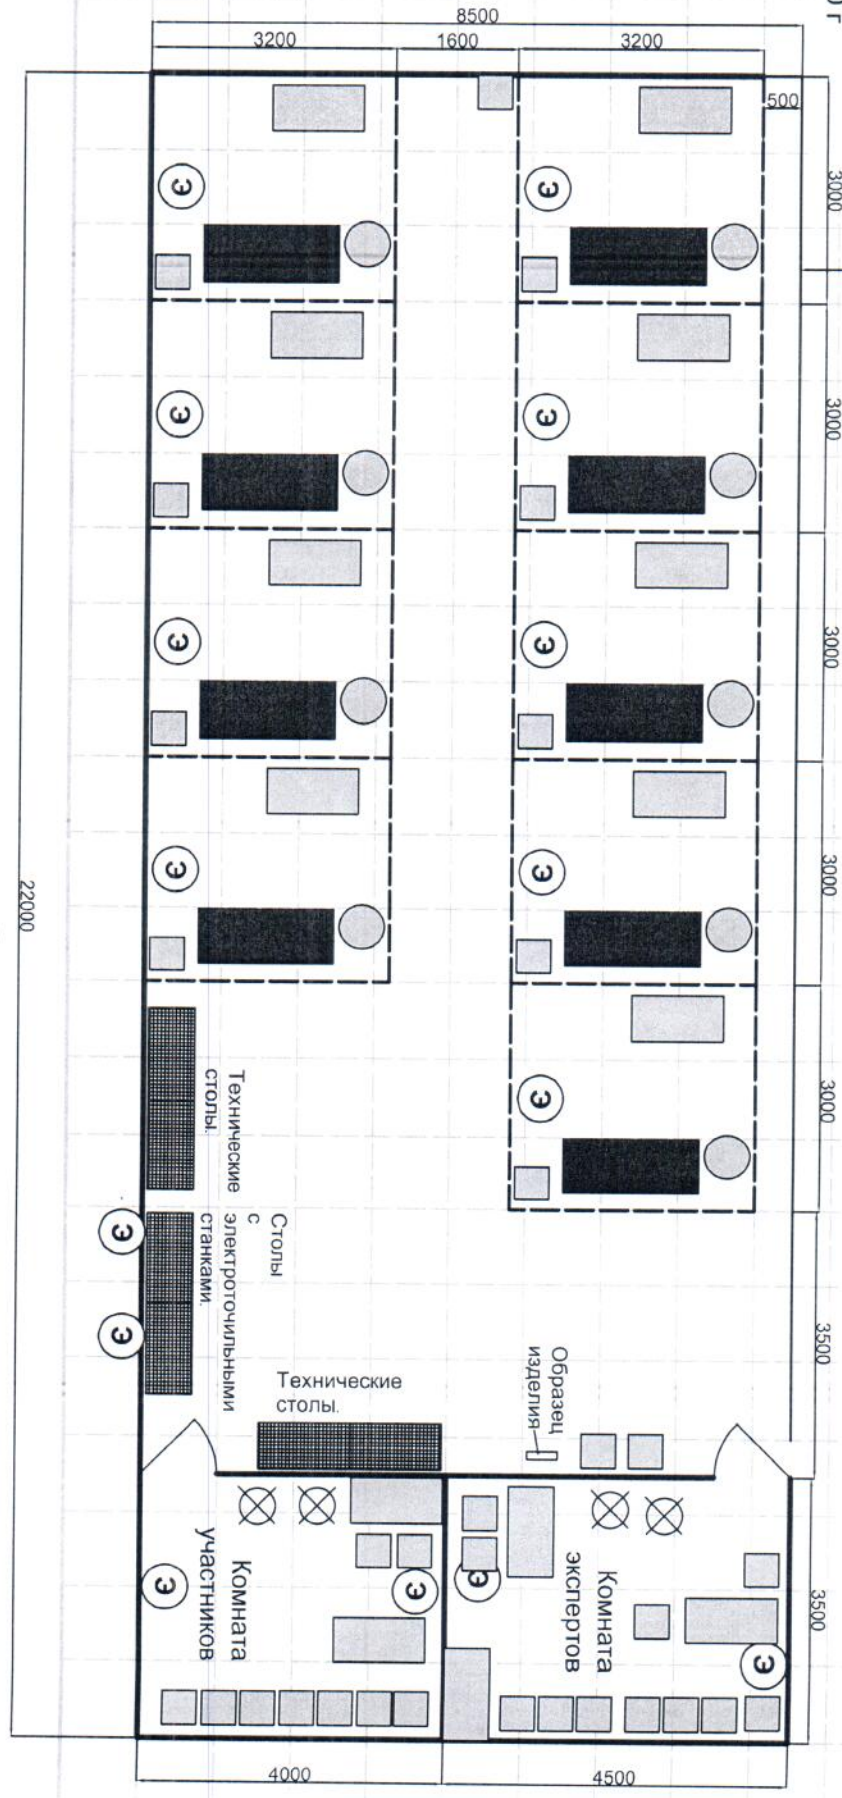 0 г
8500
3200
1600
3200
500
3000
3000
3000
3000
3000
3500
3500
22000
Э
Э
Э
Э
Э
Э
Э
Э
Э
Технические
столы.
Столы
с
электроточильными
станками.
Э
Э
Технические
столы.
Образец
изделия
Комната
участников
Э
Э
Комната
экспертов
Э
Э
4000
4500